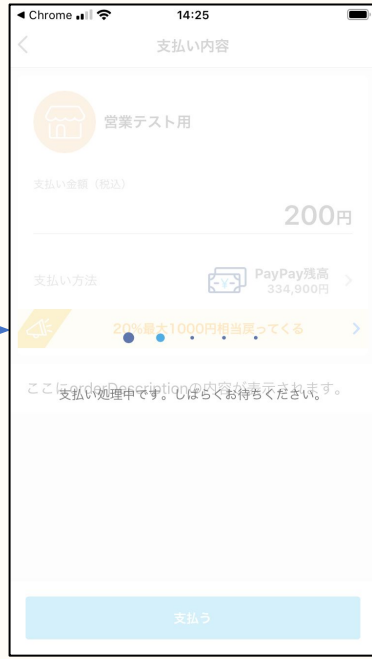 ◀ Chrome 14:25
支払い内容
営業テスト用
支払い金額（税込）
200円
支払い方法 PayPay残高
334,900円
20%最大1000円相当戻ってくる
ここにorderDescriptionの内容が表示されます。
支払い処理中です。しばらくお待ちください。
支払う